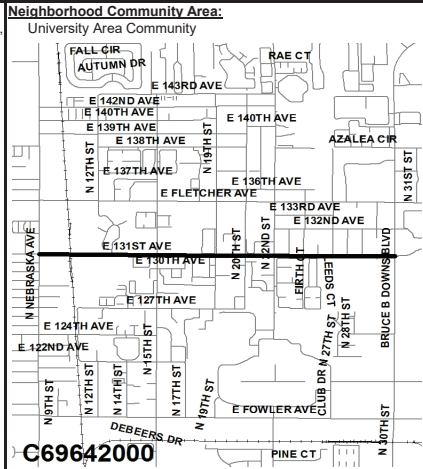 Neighborhood Community Area:
University Area Community
FALL CIR
RAE CT
AUTUMN DR
E 143RD AVE
E 142ND AVE
E 140TH AVE
E 140TH AVE
E 139TH AVE
E 138TH AVE
AZALEA CIR
N 12TH ST
N 19TH ST
N 31ST ST
E 137TH AVE
E 136TH AVE
E FLETCHER AVE
E 133RD AVE
E 132ND AVE
N NEBRASKA AVE
E 131ST AVE
E 130TH AVE
N 20TH ST
N 22ND ST
FIRTH CT
LEEDS CT
BRUCE B DOWNS BLVD
E 127TH AVE
N 27TH ST
N 28TH ST
E 124TH AVE
E 122ND AVE
N 15TH ST
N 9TH ST
N 12TH ST
N 14TH ST
N 17TH ST
N 19TH ST
E FOWLER AVE
CLUB DR
N 30TH ST
DEBEERS DR
C69642000
PINE CT